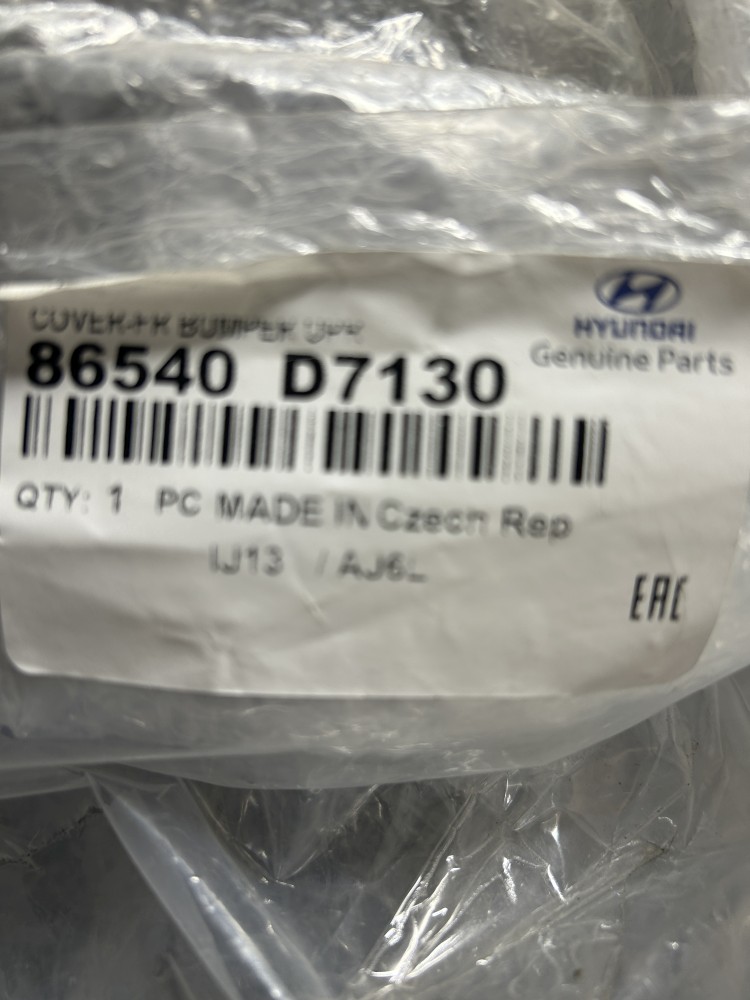 COVER-FR BUMPER UPR
HYUNDAI
Genuine Parts
86540 D7130
QTY: 1 PC MADE IN Czech Rep
IJ13 / AJ6L
EAC